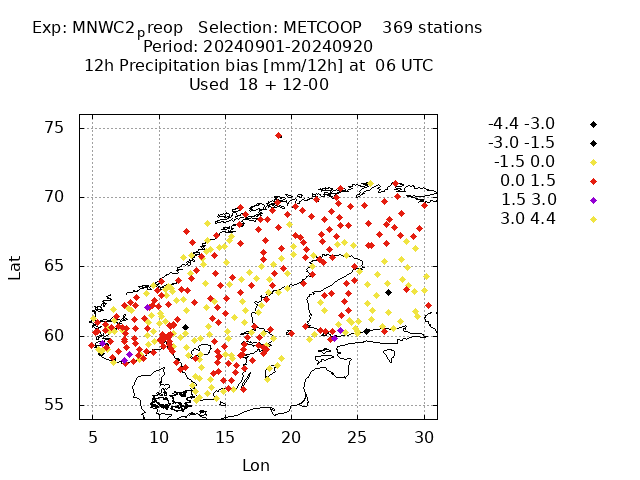 Exp: MNWC2preop   Selection: METCOOP    369 stations
Period: 20240901-20240920
12h Precipitation bias [mm/12h] at  06 UTC
Used  18 + 12-00
-4.4 -3.0
-3.0 -1.5
-1.5 0.0
0.0 1.5
1.5 3.0
3.0 4.4
75
70
65
60
55
Lat
5 10 15 20 25 30
Lon